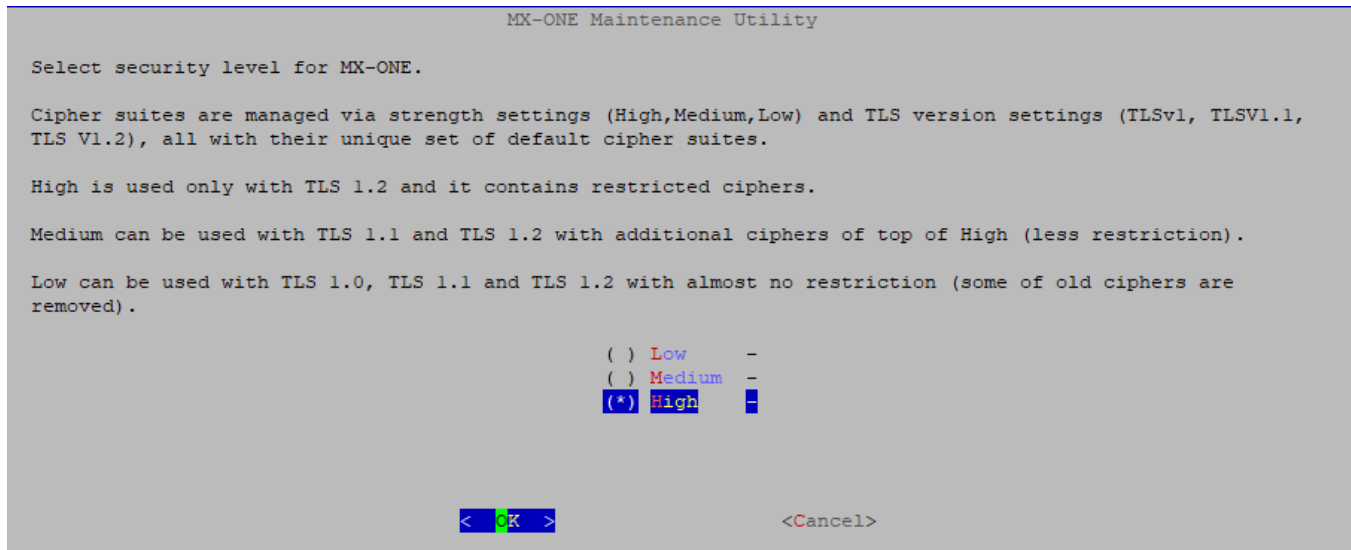 MX-ONE Maintenance Utility
Select security level for MX-ONE.
Cipher suites are managed via strength settings (High,Medium,Low) and TLS version settings (TLSv1, TLSV1.1,
TLS V1.2), all with their unique set of default cipher suites.
High is used only with TLS 1.2 and it contains restricted ciphers.
Medium can be used with TLS 1.1 and TLS 1.2 with additional ciphers of top of High (less restriction).
Low can be used with TLS 1.0, TLS 1.1 and TLS 1.2 with almost no restriction (some of old ciphers are
removed).
( ) Low -
( ) Medium -
(*) High -
< OK > <Cancel>